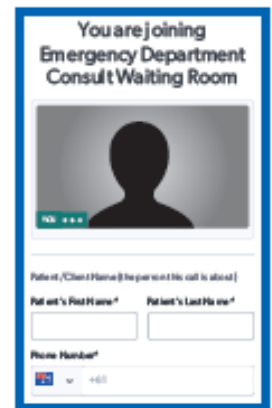 You are joining
Emergency Department
Consult Waiting Room
YOU
Patient/Client Name (the person this call is about)
Patient's First Name*
Patient's Last Name*
Phone Number*
+61